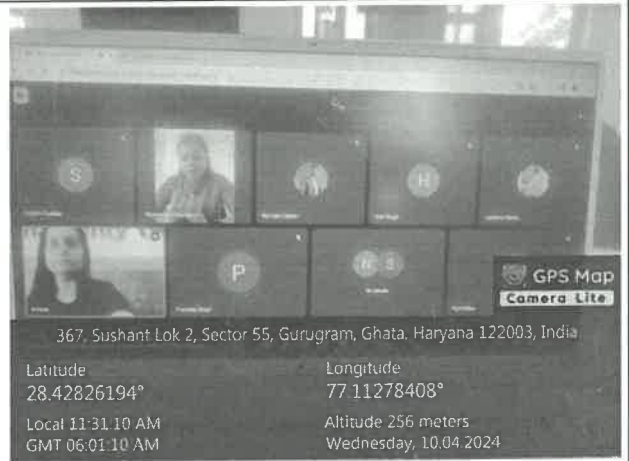 S
H
P
N S
GPS Map
Camera Lite
367, Sushant Lok 2, Sector 55, Gurugram, Ghata, Haryana 122003, India
Latitude
28.42826194°
Longitude
77.11278408°
Local 11:31:10 AM
GMT 06:01:10 AM
Altitude 256 meters
Wednesday, 10.04.2024